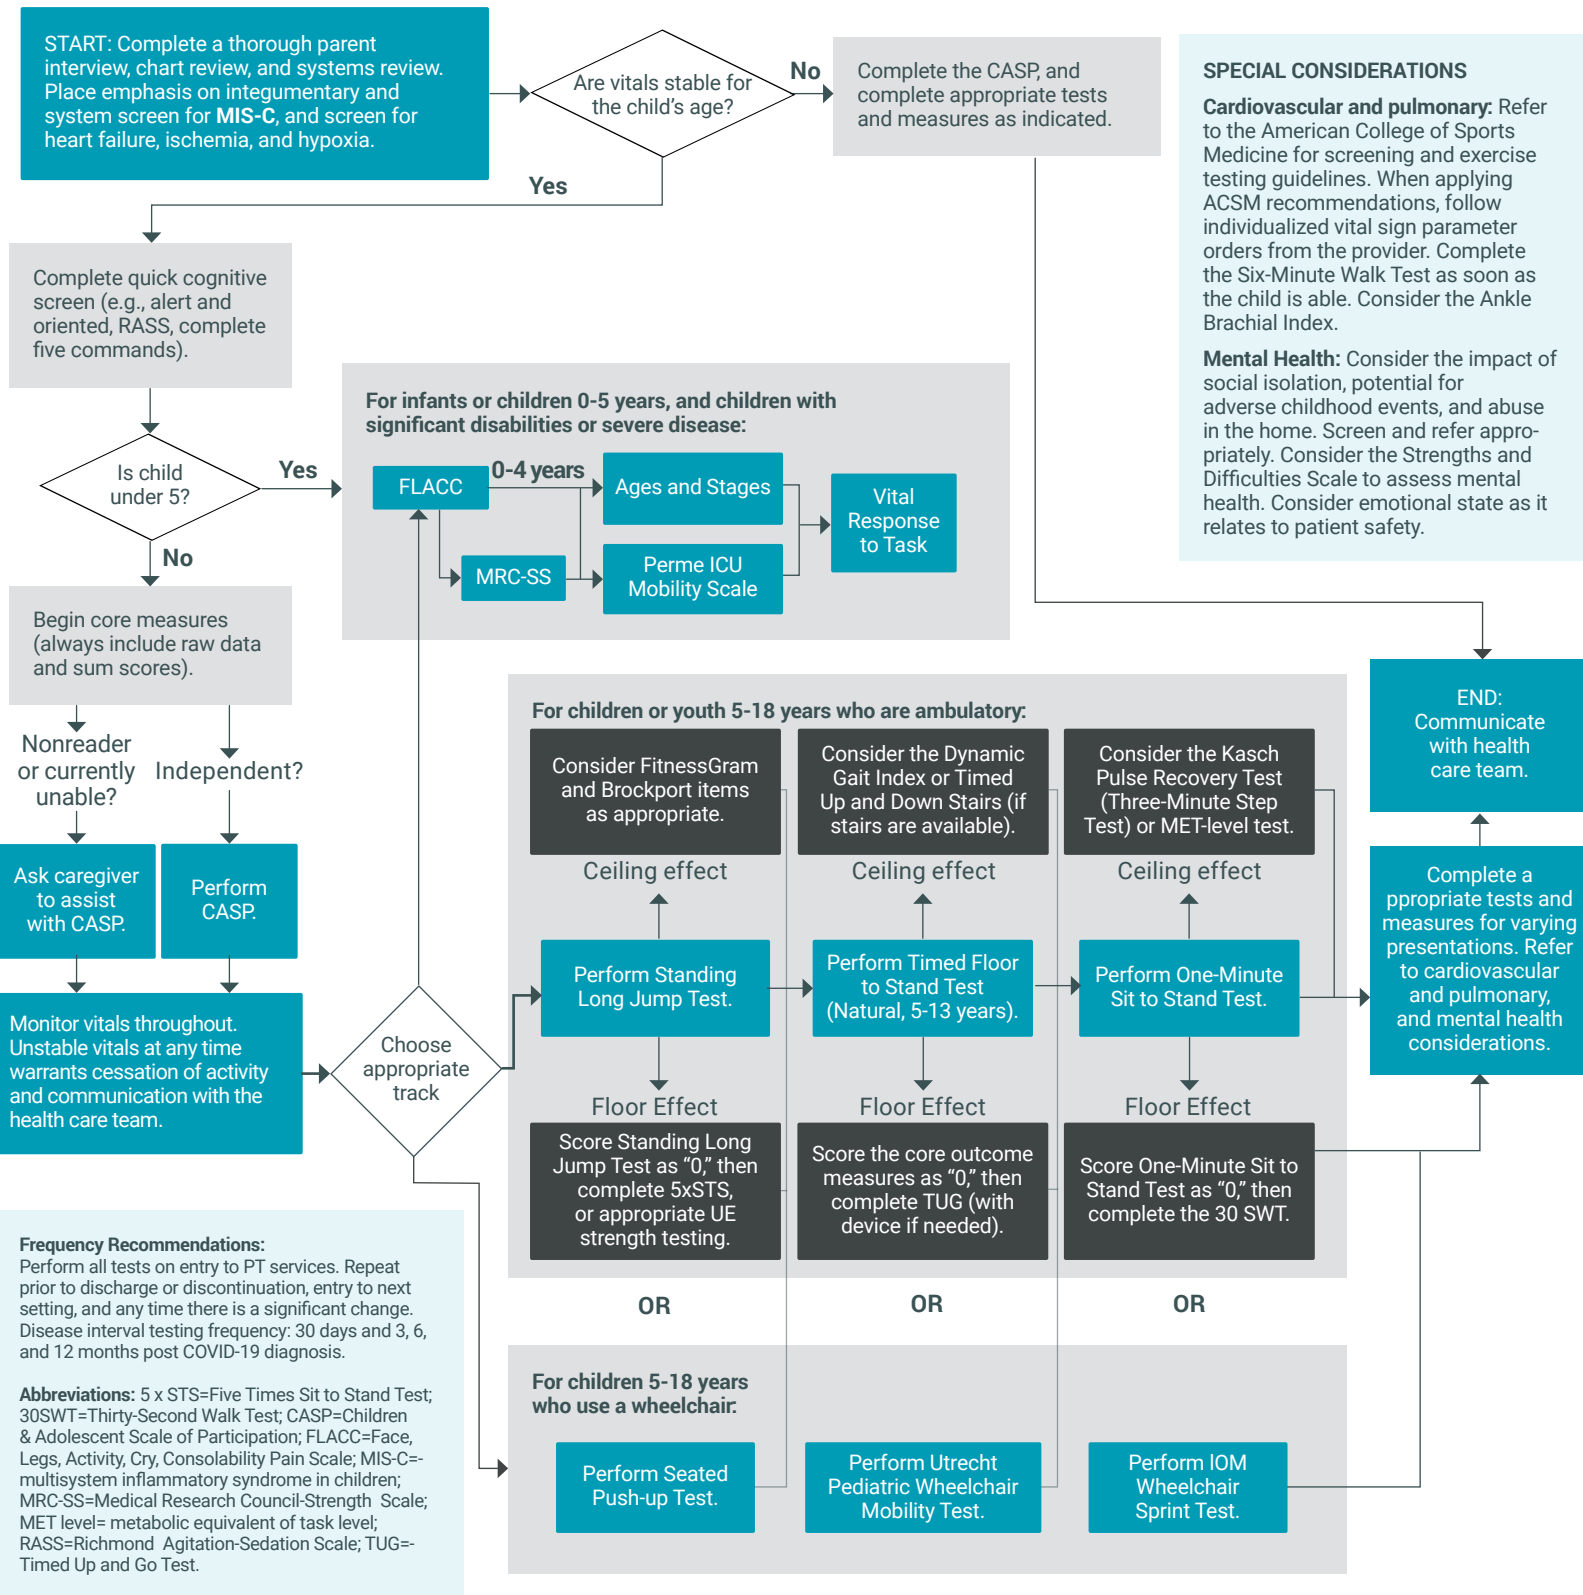 START: Complete a thorough parent
interview, chart review, and systems review.
Place emphasis on integumentary and
system screen for MIS-C, and screen for
heart failure, ischemia, and hypoxia.
Are vitals stable for
the child's age?
No
Complete the CASP, and
complete appropriate tests
and measures as indicated.
Yes
SPECIAL CONSIDERATIONS
Cardiovascular and pulmonary: Refer
to the American College of Sports
Medicine for screening and exercise
testing guidelines. When applying
ACSM recommendations, follow
individualized vital sign parameter
orders from the provider. Complete
the Six-Minute Walk Test as soon as
the child is able. Consider the Ankle
Brachial Index.
Mental Health: Consider the impact of
social isolation, potential for
adverse childhood events, and abuse
in the home. Screen and refer appro-
priately. Consider the Strengths and
Difficulties Scale to assess mental
health. Consider emotional state as it
relates to patient safety.
Complete quick cognitive
screen (e.g., alert and
oriented, RASS, complete
five commands).
Is child
under 5?
Yes
No
For infants or children 0-5 years, and children with
significant disabilities or severe disease:
FLACC
0-4 years
Ages and Stages
MRC-SS
Perme ICU
Mobility Scale
Vital
Response
to Task
Begin core measures
(always include raw data
and sum scores).
Nonreader
or currently
unable?
Independent?
Ask caregiver
to assist
with CASP.
Perform
CASP.
Monitor vitals throughout.
Unstable vitals at any time
warrants cessation of activity
and communication with the
health care team.
Choose
appropriate
track
For children or youth 5-18 years who are ambulatory:
Consider FitnessGram
and Brockport items
as appropriate.
Consider the Dynamic
Gait Index or Timed
Up and Down Stairs (if
stairs are available).
Consider the Kasch
Pulse Recovery Test
(Three-Minute Step
Test) or MET-level test.
Ceiling effect
Ceiling effect
Ceiling effect
Perform Standing
Long Jump Test.
Perform Timed Floor
to Stand Test
(Natural, 5-13 years).
Perform One-Minute
Sit to Stand Test.
Floor Effect
Floor Effect
Floor Effect
Score Standing Long
Jump Test as “0,” then
complete 5xSTS,
or appropriate UE
strength testing.
Score the core outcome
measures as “0,” then
complete TUG (with
device if needed).
Score One-Minute Sit to
Stand Test as “0,” then
complete the 30 SWT.
OR
OR
OR
For children 5-18 years
who use a wheelchair:
Perform Seated
Push-up Test.
Perform Utrecht
Pediatric Wheelchair
Mobility Test.
Perform IOM
Wheelchair
Sprint Test.
END:
Communicate
with health
care team.
Complete a
ppropriate tests and
measures for varying
presentations. Refer
to cardiovascular
and pulmonary,
and mental health
considerations.
Frequency Recommendations:
Perform all tests on entry to PT services. Repeat
prior to discharge or discontinuation, entry to next
setting, and any time there is a significant change.
Disease interval testing frequency: 30 days and 3, 6,
and 12 months post COVID-19 diagnosis.
Abbreviations: 5 x STS=Five Times Sit to Stand Test;
30SWT=Thirty-Second Walk Test; CASP=Children
& Adolescent Scale of Participation; FLACC=Face,
Legs, Activity, Cry, Consolability Pain Scale; MIS-C=-
multisystem inflammatory syndrome in children;
MRC-SS=Medical Research Council-Strength Scale;
MET level= metabolic equivalent of task level;
RASS=Richmond Agitation-Sedation Scale; TUG=-
Timed Up and Go Test.